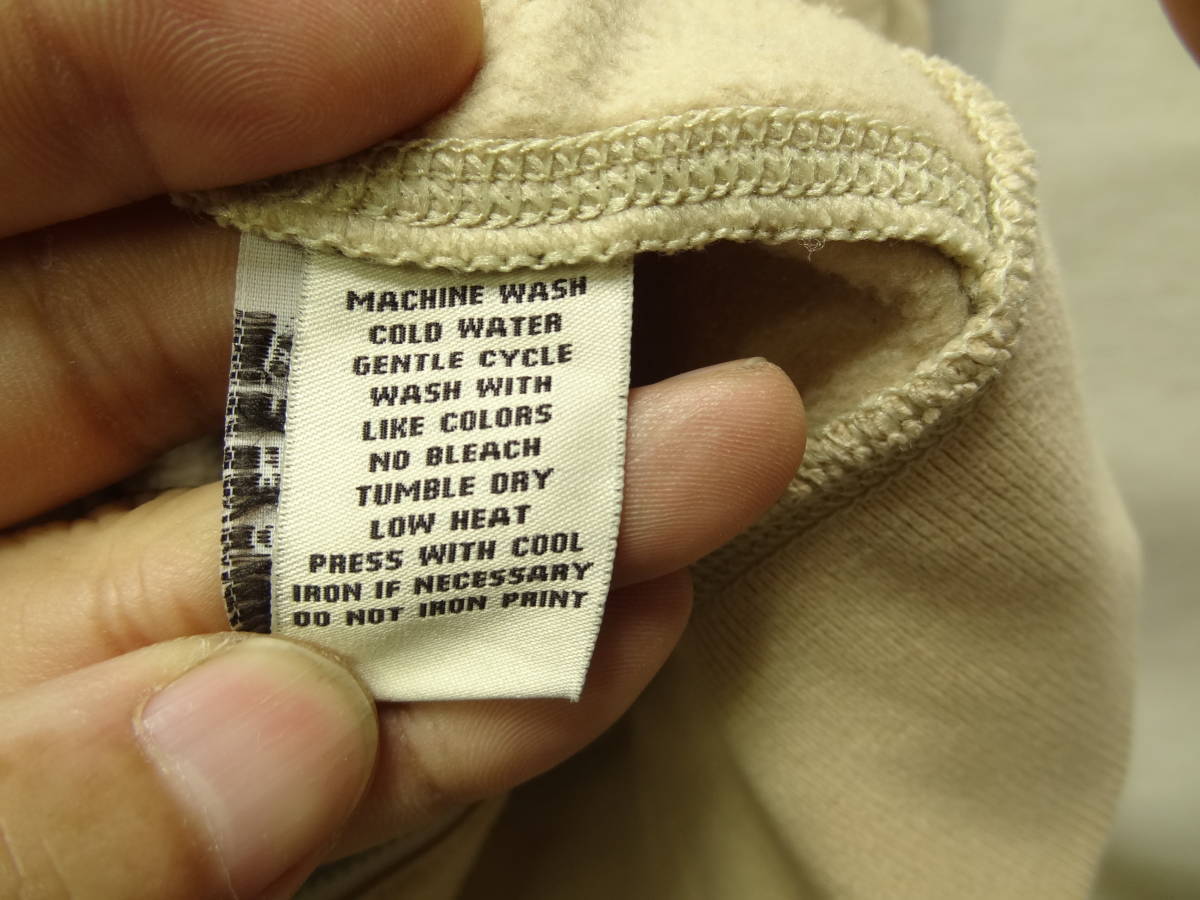 MACHINE WASH
COLD WATER
GENTLE CYCLE
WASH WITH
LIKE COLORS
NO BLEACH
TUMBLE DRY
LOW HEAT
PRESS WITH COOL
IRON IF NECESSARY
DO NOT IRON PRINT